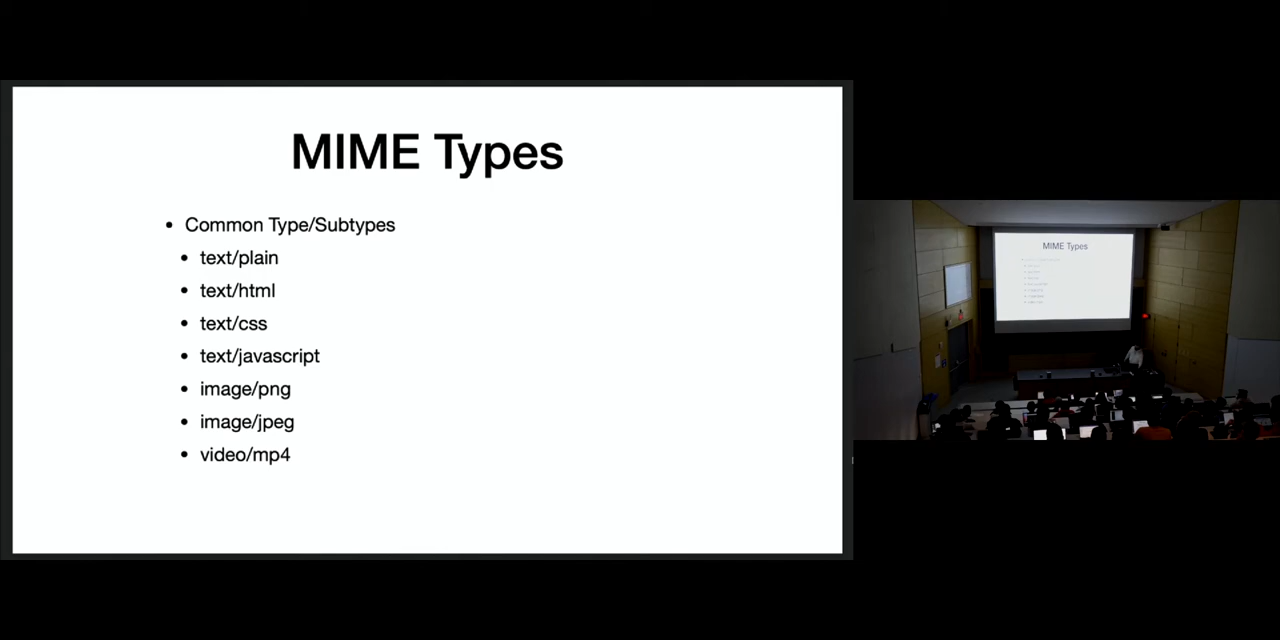 MIME Types
• Common Type/Subtypes
• text/plain
• text/html
• text/css
• text/javascript
• image/png
• image/jpeg
• video/mp4
MIME Types